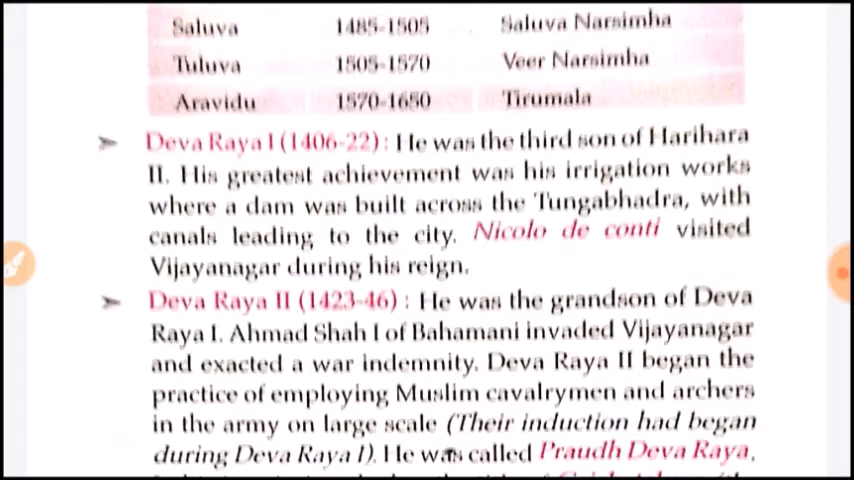 Saluva 1485-1505 Saluva Narsimha
Tuluva 1505-1570 Veer Narsimha
Aravidu 1570-1650 Tirumala
➢ Deva Raya I (1406-22) : He was the third son of Harihara
II. His greatest achievement was his irrigation works
where a dam was built across the Tungabhadra, with
canals leading to the city. Nicolo de conti visited
Vijayanagar during his reign.
➢ Deva Raya II (1423-46) : He was the grandson of Deva
Raya I. Ahmad Shah I of Bahamani invaded Vijayanagar
and exacted a war indemnity. Deva Raya II began the
practice of employing Muslim cavalrymen and archers
in the army on large scale (Their induction had began
during Deva Raya I). He was called Praudh Deva Raya,